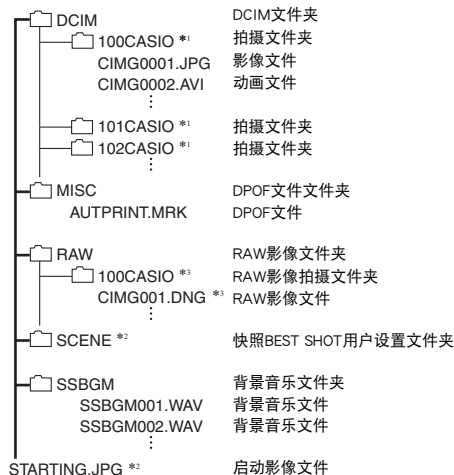 DCIM DCIM文件夹
100CASIO *1 拍摄文件夹
CIMG0001.JPG 影像文件
CIMG0002.AVI 动画文件
⋮
101CASIO *1 拍摄文件夹
102CASIO *1 拍摄文件夹
⋮
MISC DPOF文件文件夹
AUTPRINT.MRK DPOF文件
RAW RAW影像文件夹
100CASIO *3 RAW影像拍摄文件夹
CIMG001.DNG *3 RAW影像文件
⋮
SCENE *2 快照BEST SHOT用户设置文件夹
SSBGM 背景音乐文件夹
SSBGM001.WAV 背景音乐文件
SSBGM002.WAV 背景音乐文件
⋮
STARTING.JPG *2 启动影像文件